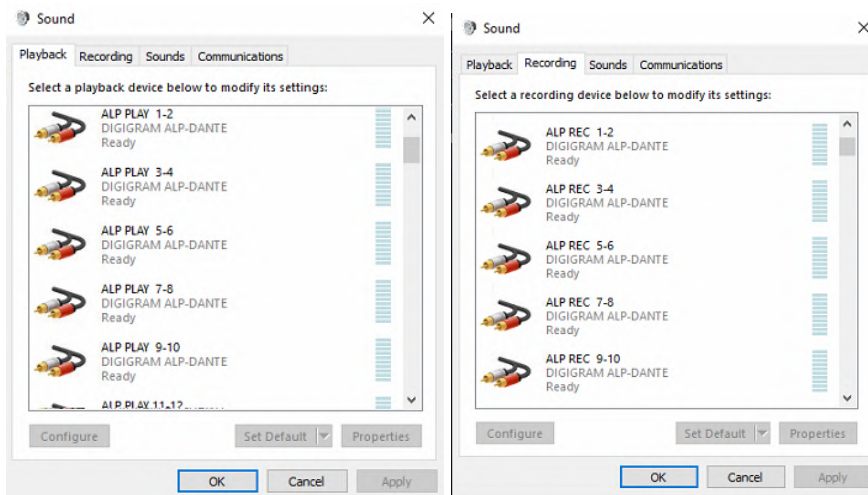 Sound
Playback Recording Sounds Communications
Select a playback device below to modify its settings:
ALP PLAY 1-2
DIGIGRAM ALP-DANTE
Ready
ALP PLAY 3-4
DIGIGRAM ALP-DANTE
Ready
ALP PLAY 5-6
DIGIGRAM ALP-DANTE
Ready
ALP PLAY 7-8
DIGIGRAM ALP-DANTE
Ready
ALP PLAY 9-10
DIGIGRAM ALP-DANTE
Ready
ALP PLAY 11-12
Configure Set Default Properties
OK Cancel Apply
Sound
Playback Recording Sounds Communications
Select a recording device below to modify its settings:
ALP REC 1-2
DIGIGRAM ALP-DANTE
Ready
ALP REC 3-4
DIGIGRAM ALP-DANTE
Ready
ALP REC 5-6
DIGIGRAM ALP-DANTE
Ready
ALP REC 7-8
DIGIGRAM ALP-DANTE
Ready
ALP REC 9-10
DIGIGRAM ALP-DANTE
Ready
Configure Set Default Properties
OK Cancel Apply